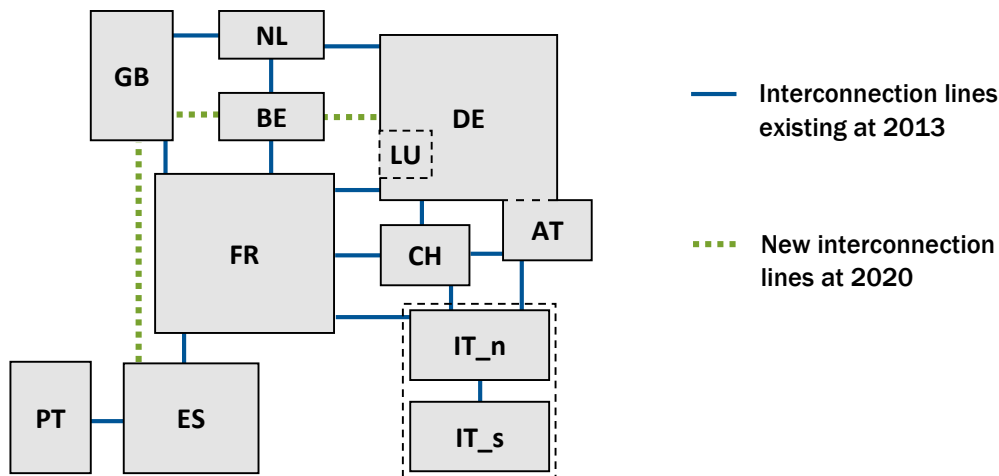 GB
NL
BE
DE
LU
FR
CH
AT
IT_n
IT_s
PT
ES
Interconnection lines
existing at 2013
New interconnection
lines at 2020